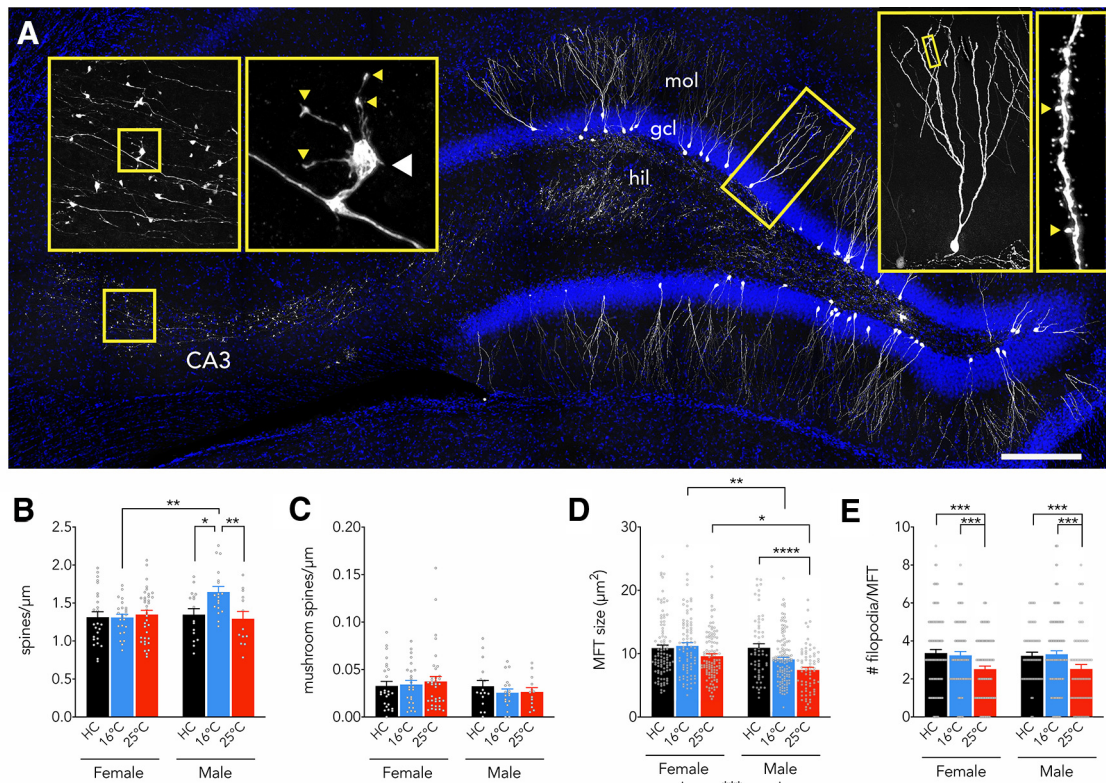 A
mol
gcl
hil
CA3
B
spines/µm
2.5
2.0
1.5
1.0
0.5
0.0
**
* **
HC 16°C 25°C HC 16°C 25°C
Female Male
C
mushroom spines/µm
0.20
0.15
0.10
0.05
0.00
HC 16°C 25°C HC 16°C 25°C
Female Male
D
MFT size (µm²)
30
20
10
0
**
*
****
HC 16°C 25°C HC 16°C 25°C
Female Male
E
# filopodia/MFT
10
8
6
4
2
0
*** ***
*** ***
HC 16°C 25°C HC 16°C 25°C
Female Male